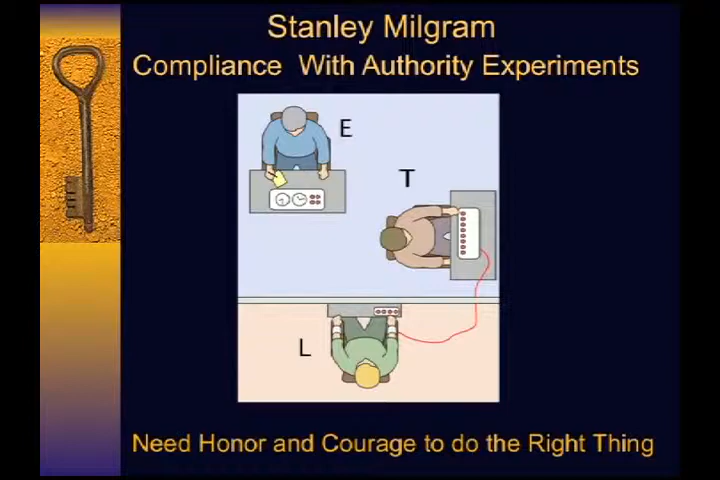 Stanley Milgram
Compliance With Authority Experiments
E
T
L
Need Honor and Courage to do the Right Thing